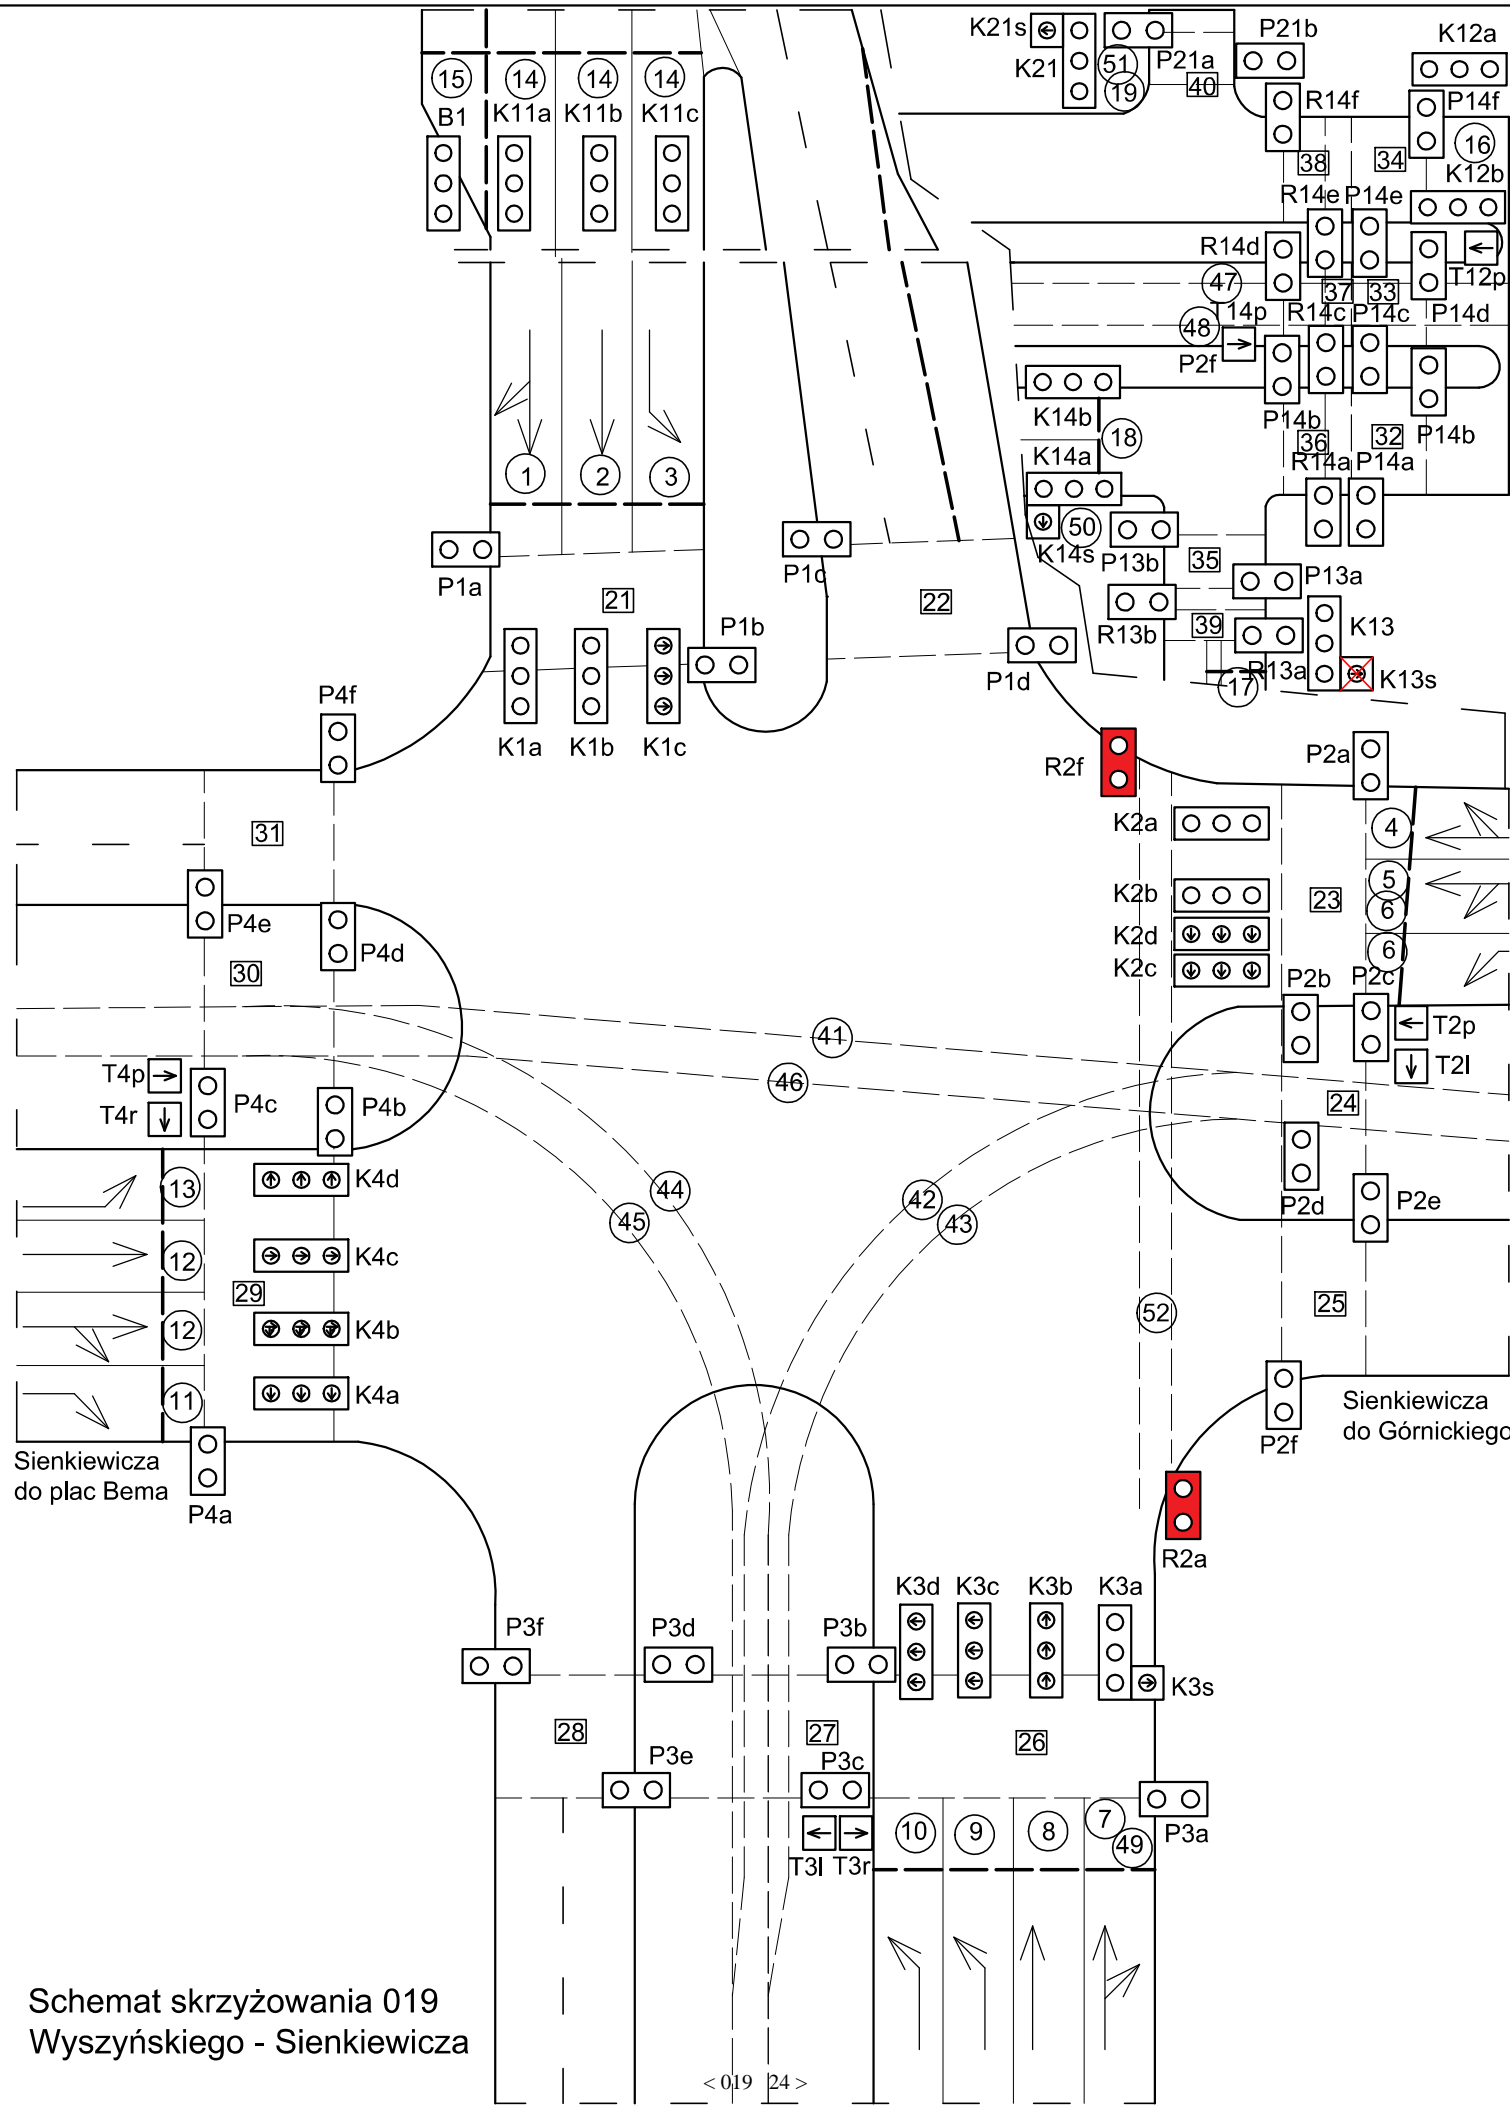 K21s
K21
51
19
P21a
40
P21b
K12a
15
14
14
14
B1
K11a
K11b
K11c
R14f
P14f
38
34
16
K12b
R14e
P14e
R14d
47
37
33
T12p
T14p
R14c
P14c
P14d
48
P2f
K14b
18
P14b
36
32
P14b
K14a
R14a
P14a
1
2
3
50
K14s
P13b
35
P1a
P1c
P13a
21
22
P1b
R13b
39
K13
P1d
R13a
17
K13s
P4f
K1a
K1b
K1c
R2f
P2a
31
K2a
4
5
P4e
K2b
23
6
P4d
K2d
6
30
K2c
P2b
P2c
41
T2p
T4p
46
T2l
T4r
P4c
P4b
24
13
K4d
44
42
45
43
P2d
P2e
12
K4c
29
52
25
12
K4b
11
K4a
Sienkiewicza
do Górnickiego
P2f
Sienkiewicza
do plac Bema
P4a
R2a
K3d
K3c
K3b
K3a
P3f
P3d
P3b
K3s
28
27
26
P3e
P3c
10
9
8
7
49
P3a
T3l
T3r
Schemat skrzyżowania 019
Wyszyńskiego - Sienkiewicza
< 019 24 >